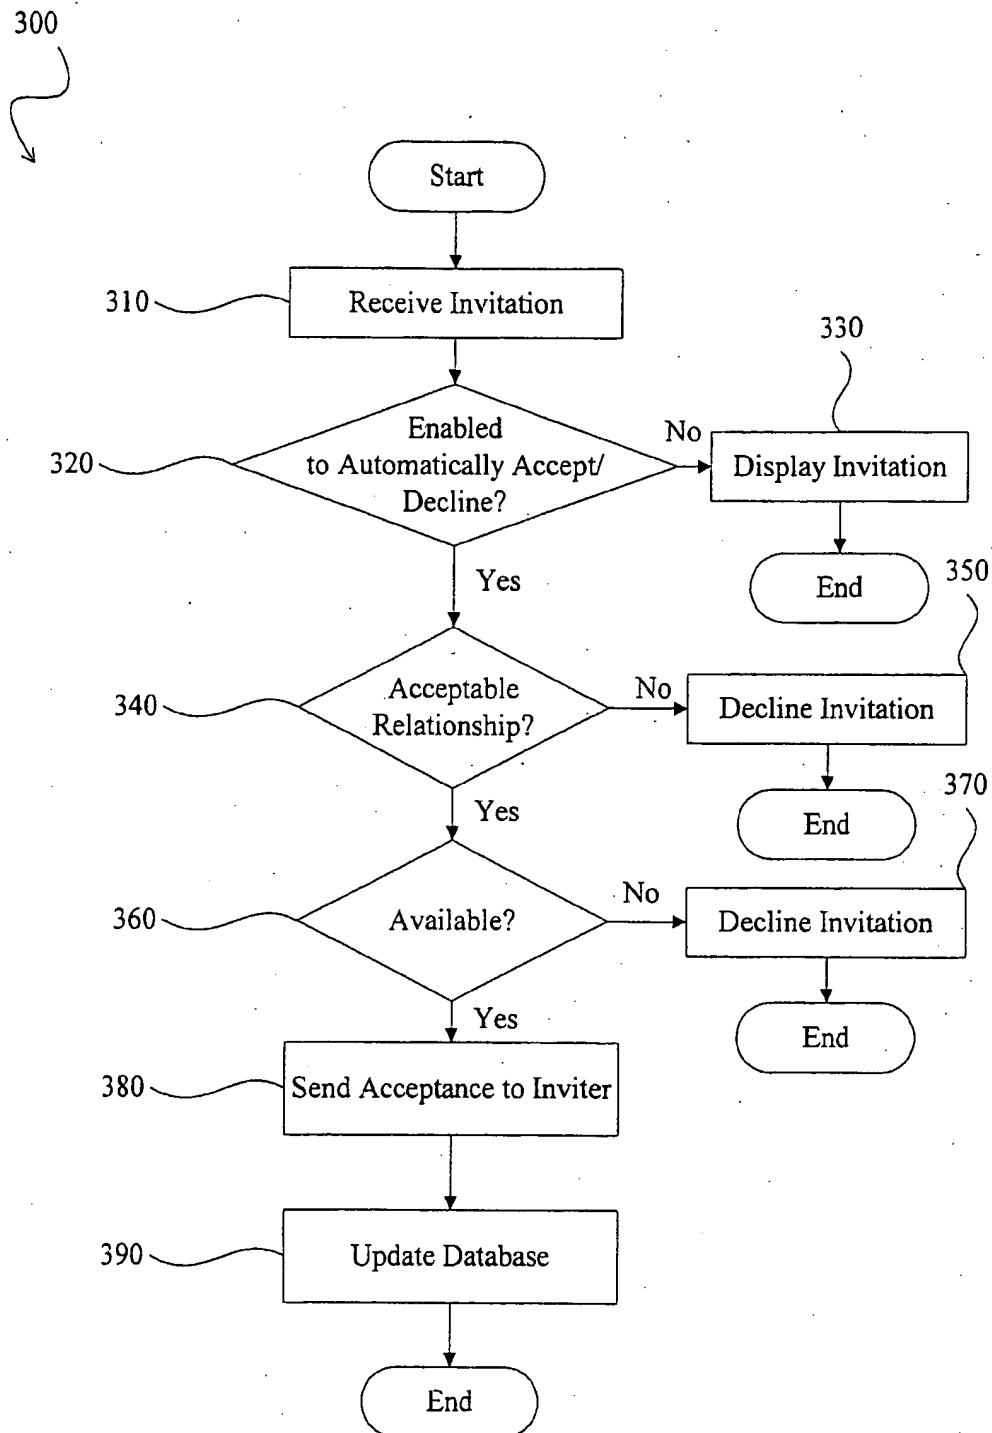 300
Start
310
Receive Invitation
330
320
Enabled
to Automatically Accept/
Decline?
No
Display Invitation
Yes
End
350
340
Acceptable
Relationship?
No
Decline Invitation
Yes
End
370
360
Available?
No
Decline Invitation
Yes
End
380
Send Acceptance to Inviter
390
Update Database
End